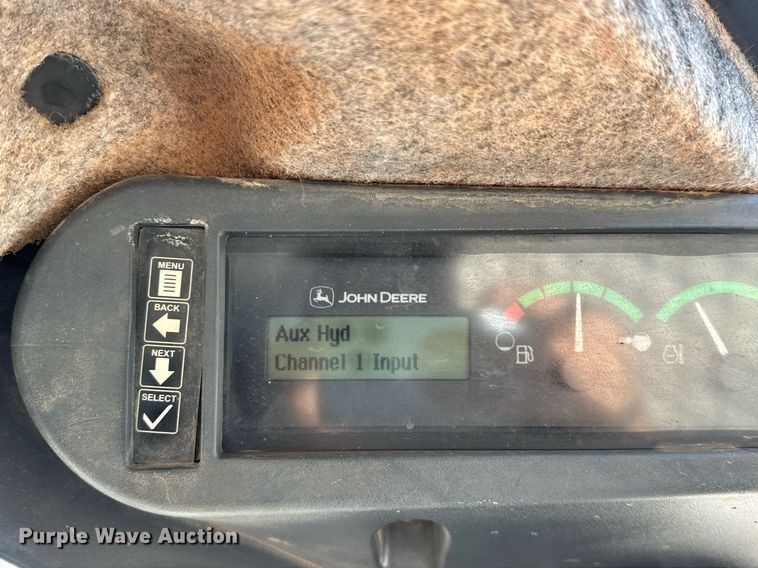 MENU
BACK
NEXT
SELECT
JOHN DEERE
Aux Hyd
Channel 1 Input
Purple Wave Auction®